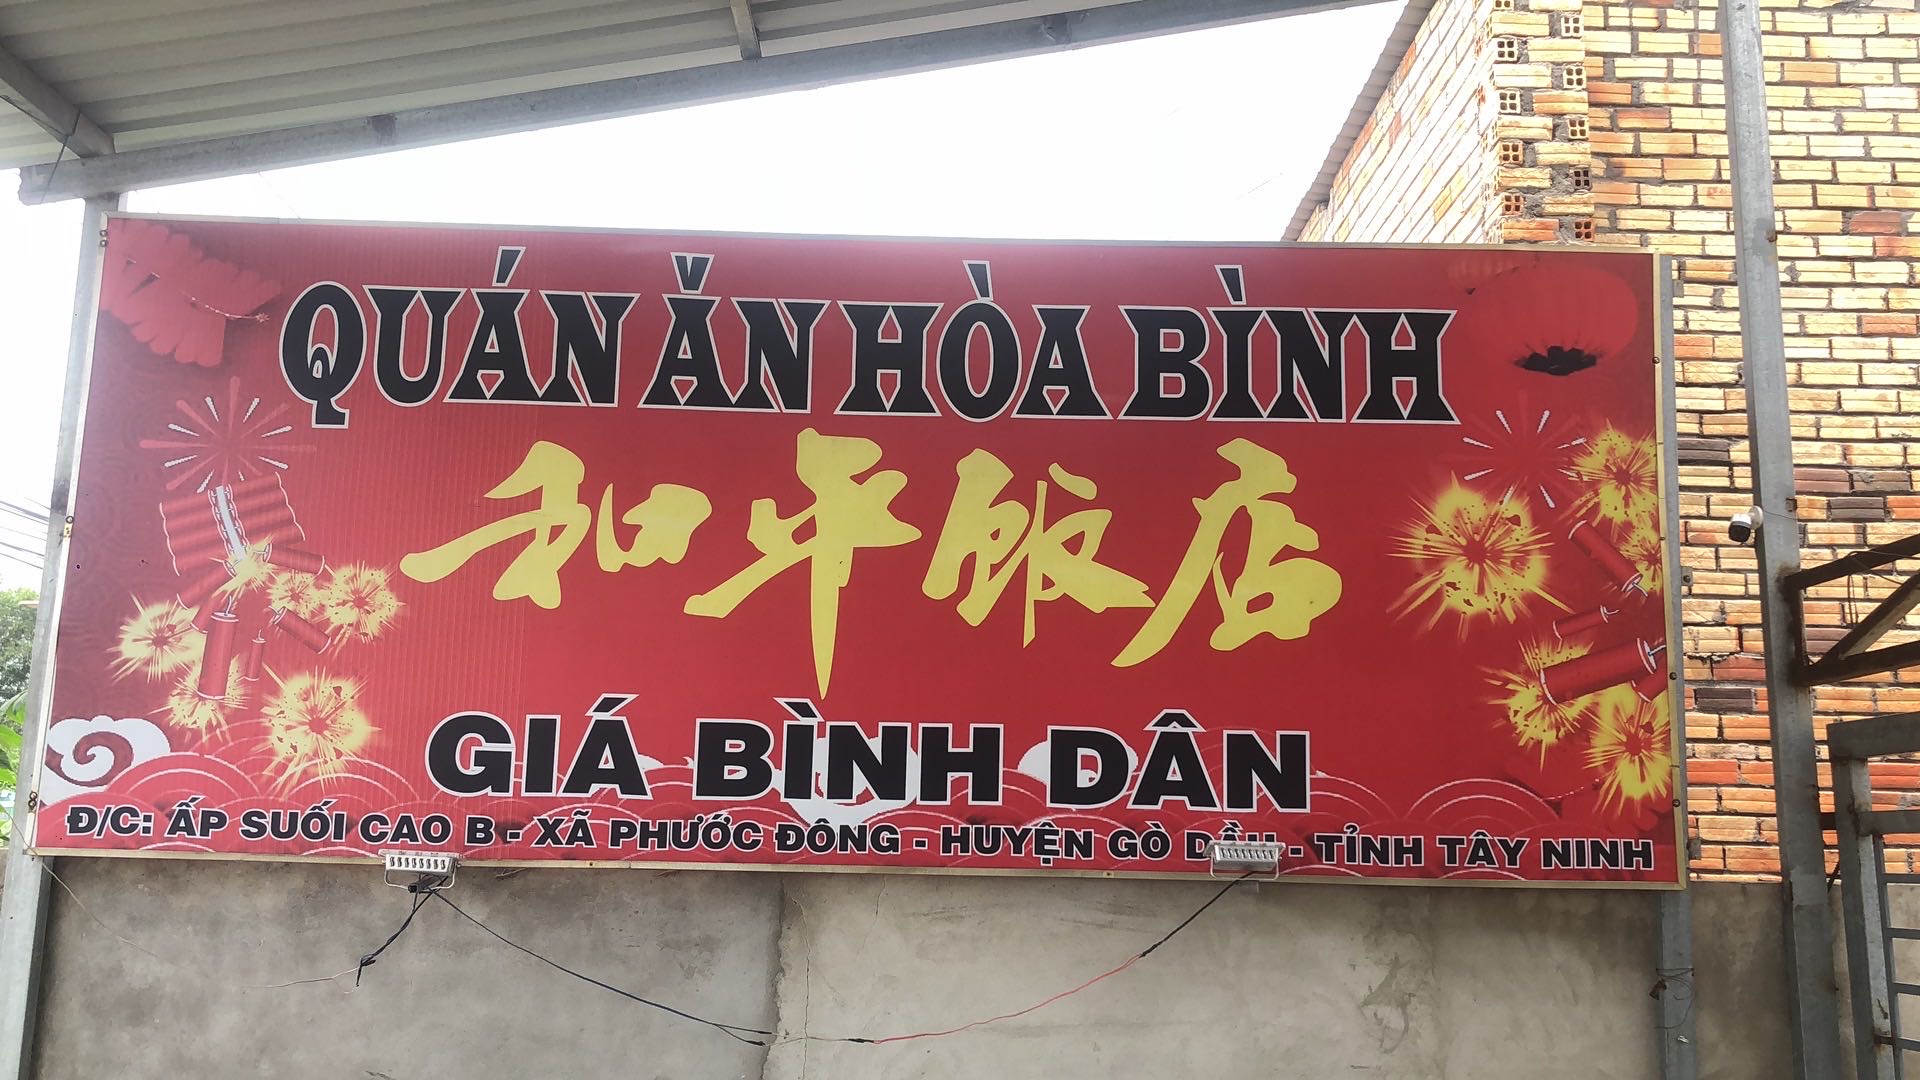 QUÁN ĂN HÒA BÌNH
和平飯店
GIÁ BÌNH DÂN
Đ/C: ẤP SUỐI CAO B - XÃ PHƯỚC ĐÔNG - HUYỆN GÒ DẦU - TỈNH TÂY NINH